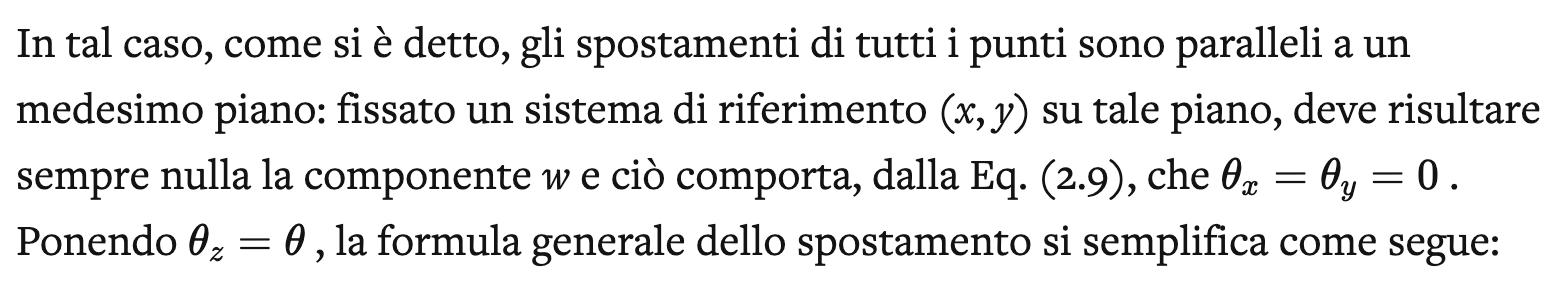 In tal caso, come si è detto, gli spostamenti di tutti i punti sono paralleli a un
medesimo piano: fissato un sistema di riferimento (x, y) su tale piano, deve risultare
sempre nulla la componente w e ciò comporta, dalla Eq. (2.9), che θₓ = θᵧ = 0 .
Ponendo θ_z = θ , la formula generale dello spostamento si semplifica come segue: